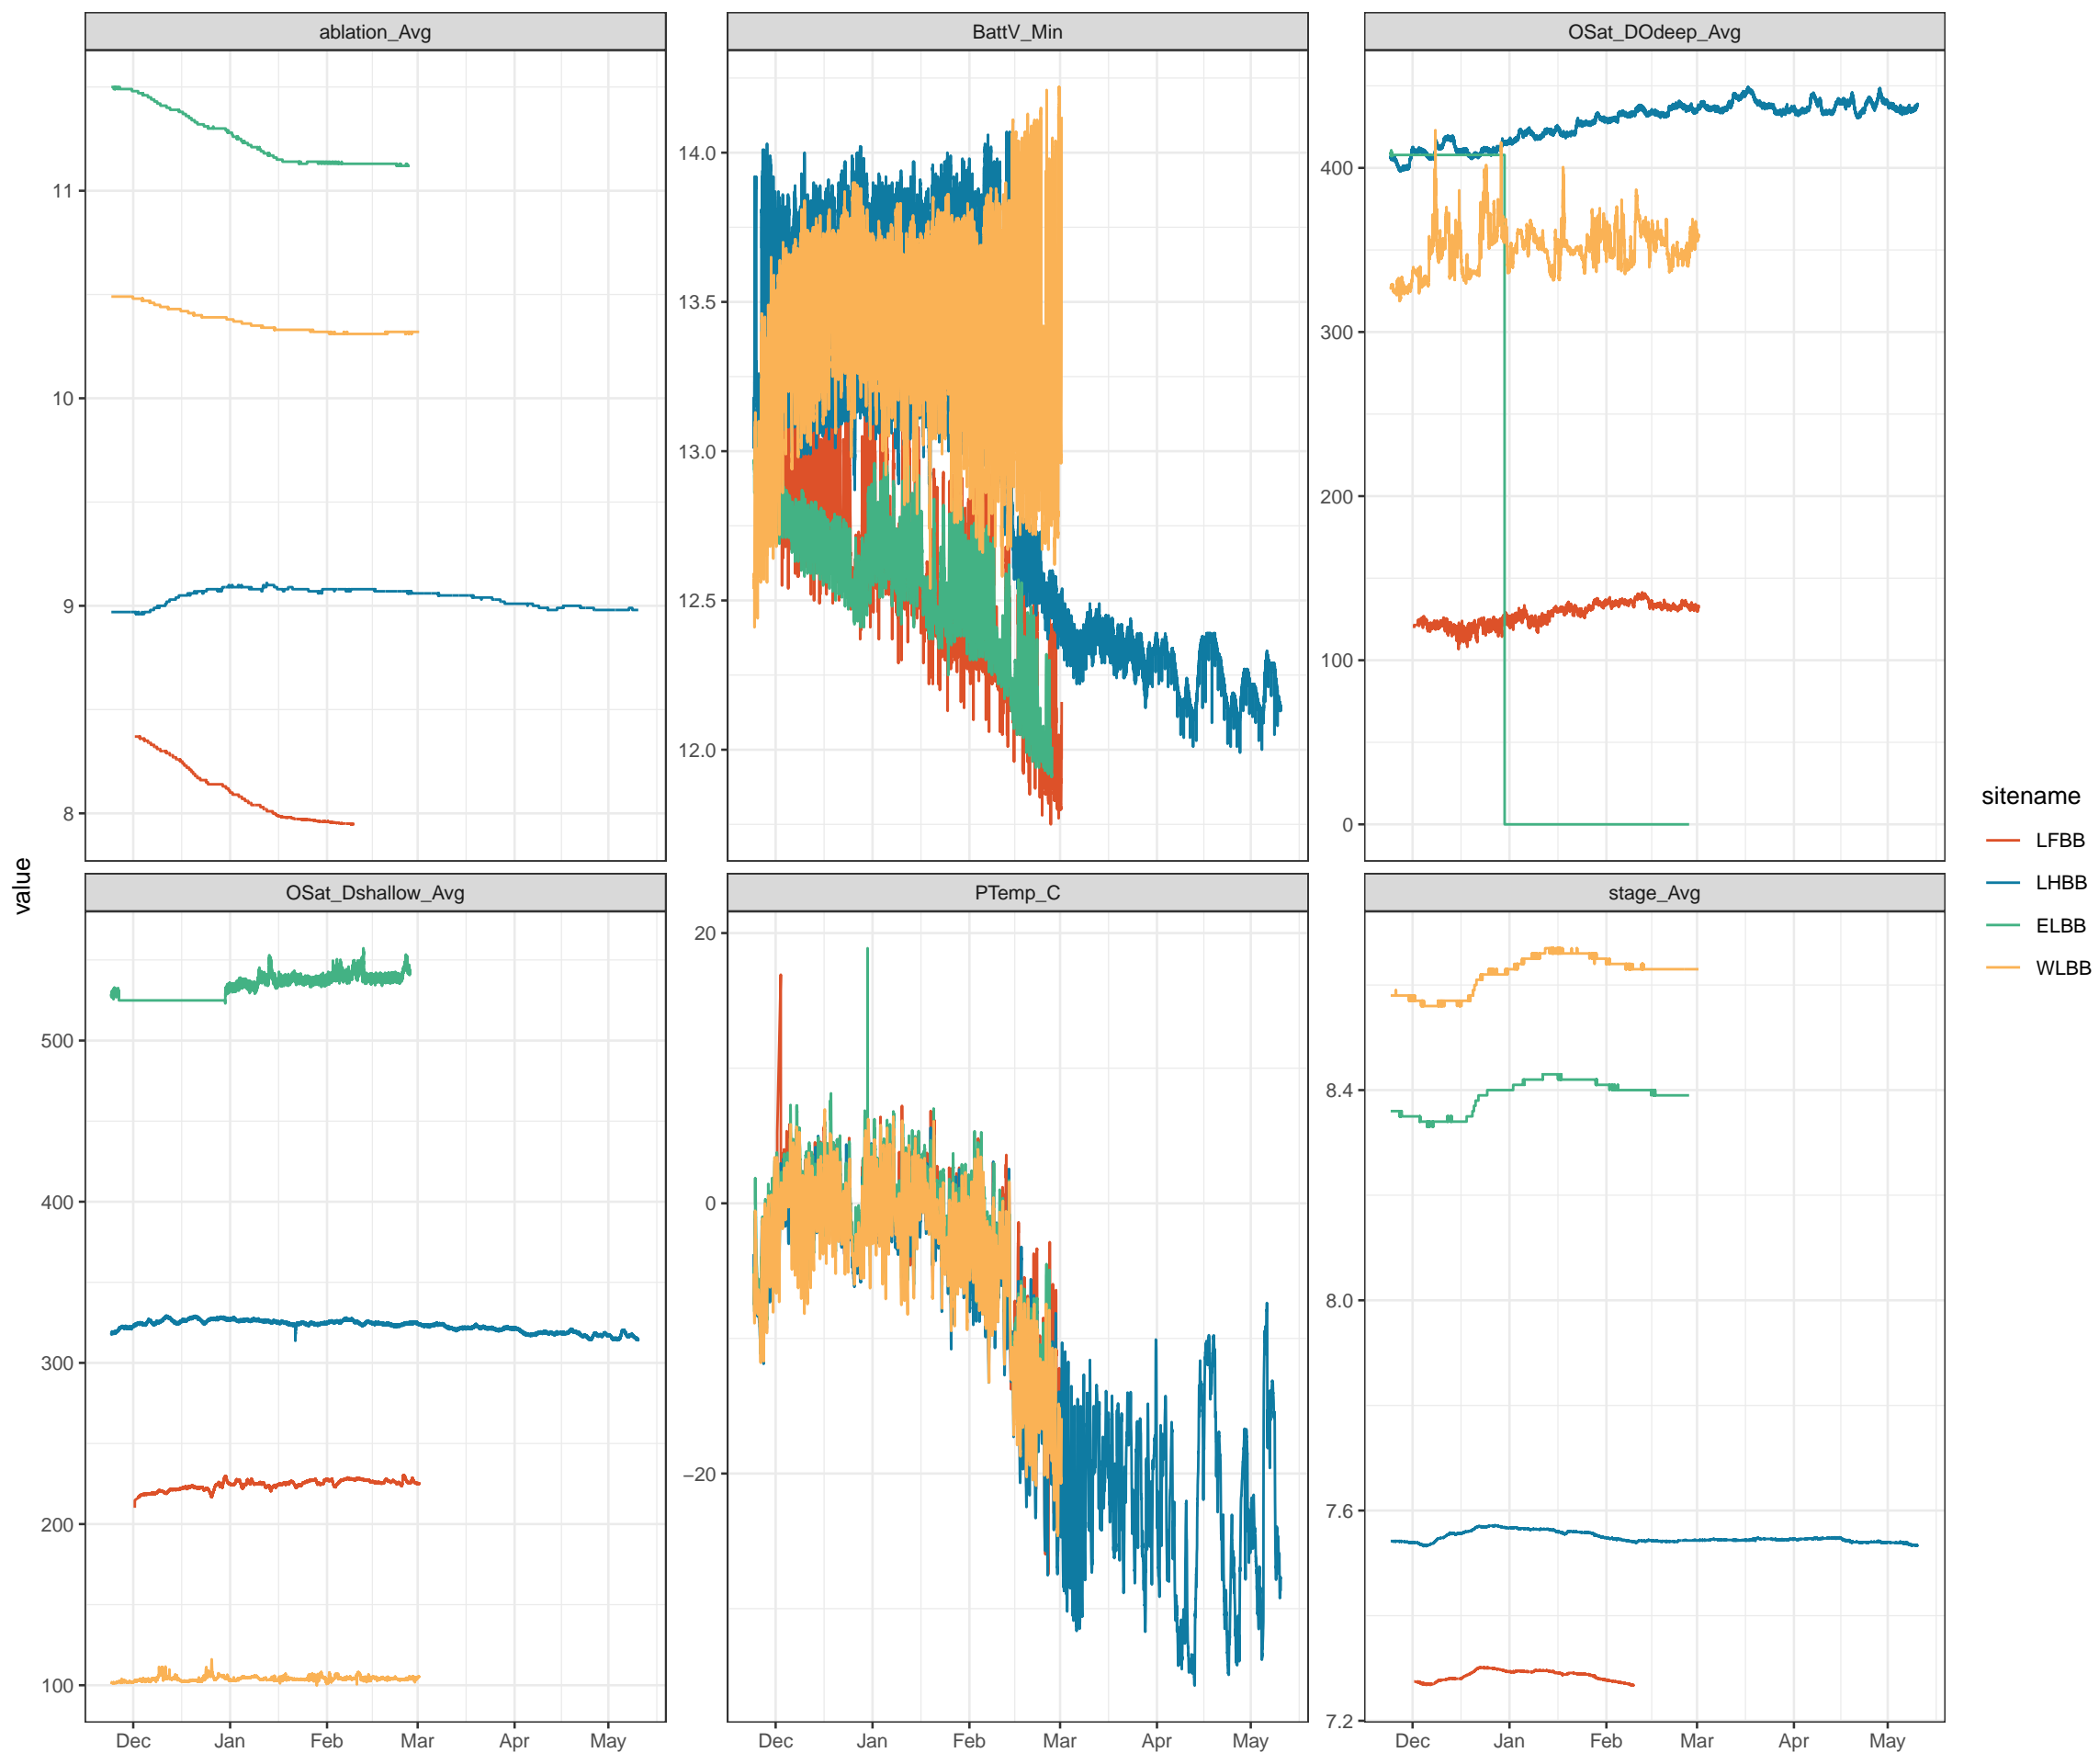 ablation_Avg
BattV_Min
OSat_DOdeep_Avg
11
10
9
8
14.0
13.5
13.0
12.5
12.0
400
300
200
100
0
value
OSat_Dshallow_Avg
PTemp_C
stage_Avg
500
400
300
200
100
20
0
−20
8.4
8.0
7.6
7.2
Dec Jan Feb Mar Apr May
Dec Jan Feb Mar Apr May
Dec Jan Feb Mar Apr May
sitename
LFBB
LHBB
ELBB
WLBB